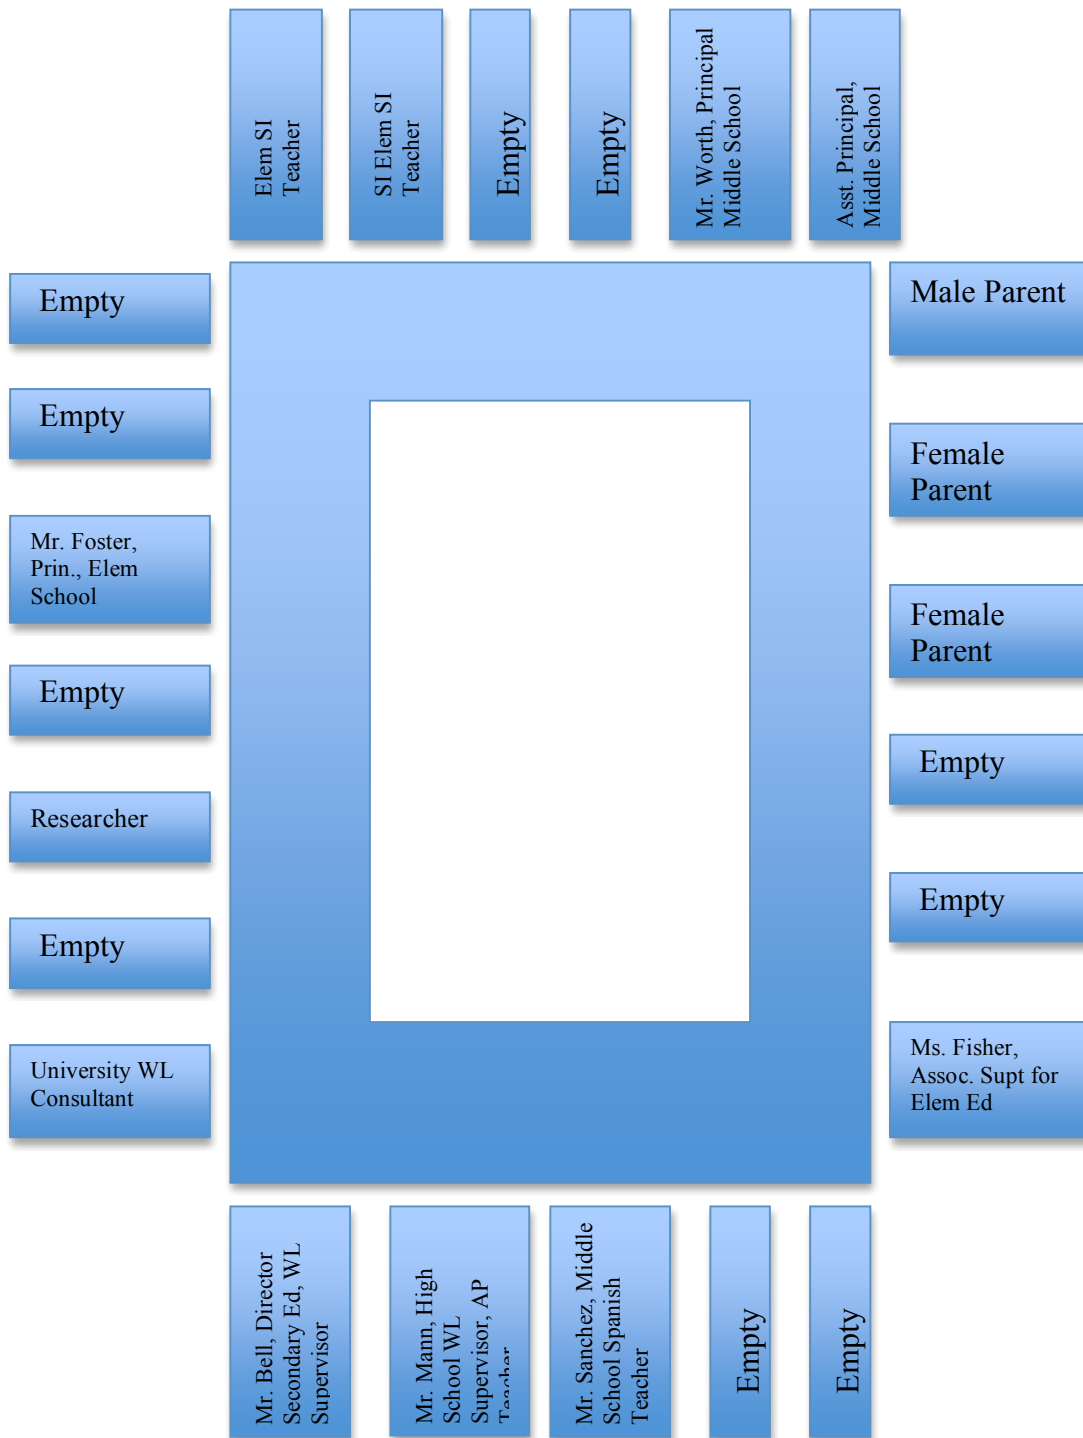 Elem SI
Teacher
SI Elem SI
Teacher
Empty
Empty
Mr. Worth, Principal
Middle School
Asst. Principal,
Middle School
Empty
Empty
Mr. Foster,
Prin., Elem
School
Empty
Researcher
Empty
University WL
Consultant
Male Parent
Female
Parent
Female
Parent
Empty
Empty
Ms. Fisher,
Assoc. Supt for
Elem Ed
Mr. Bell, Director
Secondary Ed, WL
Supervisor
Mr. Mann, High
School WL
Supervisor, AP
Teacher
Mr. Sanchez, Middle
School Spanish
Teacher
Empty
Empty